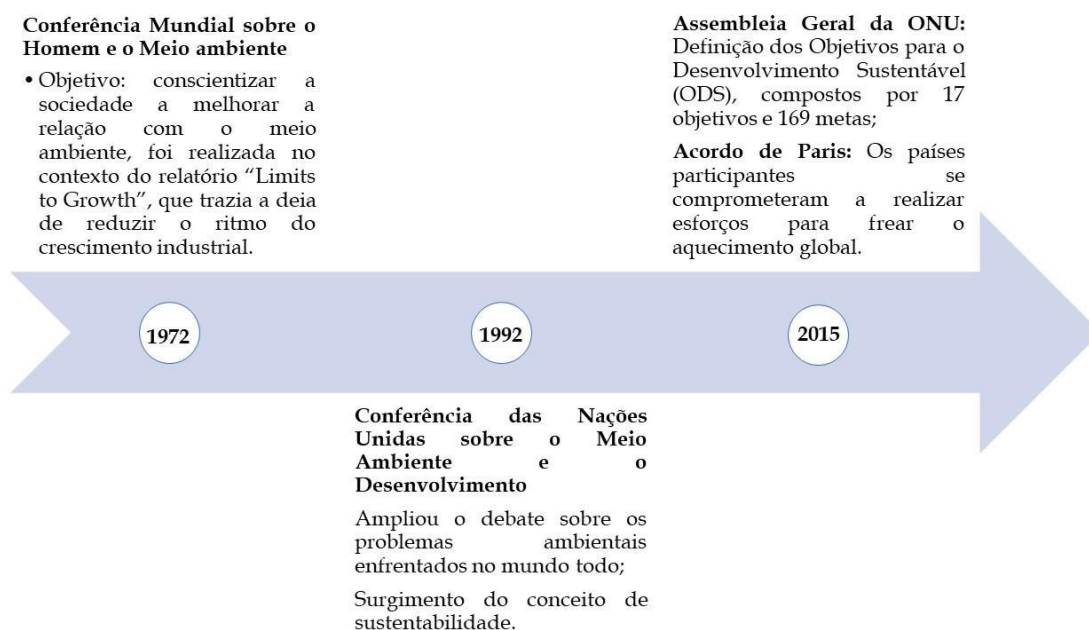 Conferência Mundial sobre o
Homem e o Meio ambiente
• Objetivo: conscientizar a
sociedade a melhorar a
relação com o meio
ambiente, foi realizada no
contexto do relatório “Limits
to Growth”, que trazia a deia
de reduzir o ritmo do
crescimento industrial.
1972
Conferência das Nações
Unidas sobre o Meio
Ambiente e o
Desenvolvimento
Ampliou o debate sobre os
problemas ambientais
enfrentados no mundo todo;
Surgimento do conceito de
sustentabilidade.
1992
Assembleia Geral da ONU:
Definição dos Objetivos para o
Desenvolvimento Sustentável
(ODS), compostos por 17
objetivos e 169 metas;
Acordo de Paris: Os países
participantes se
comprometeram a realizar
esforços para frear o
aquecimento global.
2015